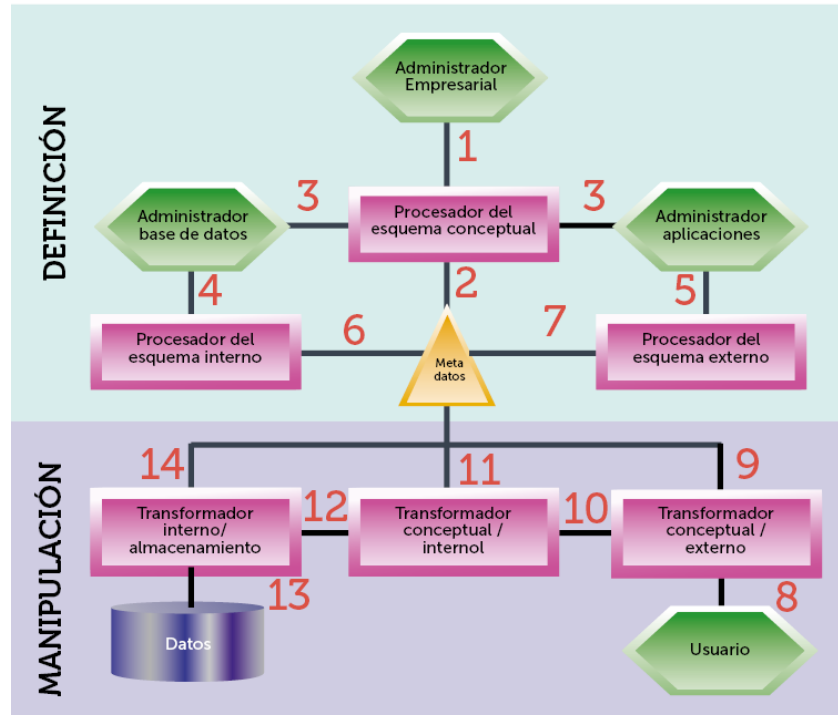 DEFINICIÓN
Administrador
Empresarial
1
3
3
Administrador
base de datos
Procesador del
esquema conceptual
Administrador
aplicaciones
4
2
5
Procesador del
esquema interno
6
7
Meta
datos
Procesador del
esquema externo
MANIPULACIÓN
14
11
9
Transformador
interno/
almacenamiento
12
Transformador
conceptual /
internol
10
Transformador
conceptual /
externo
13
8
Datos
Usuario